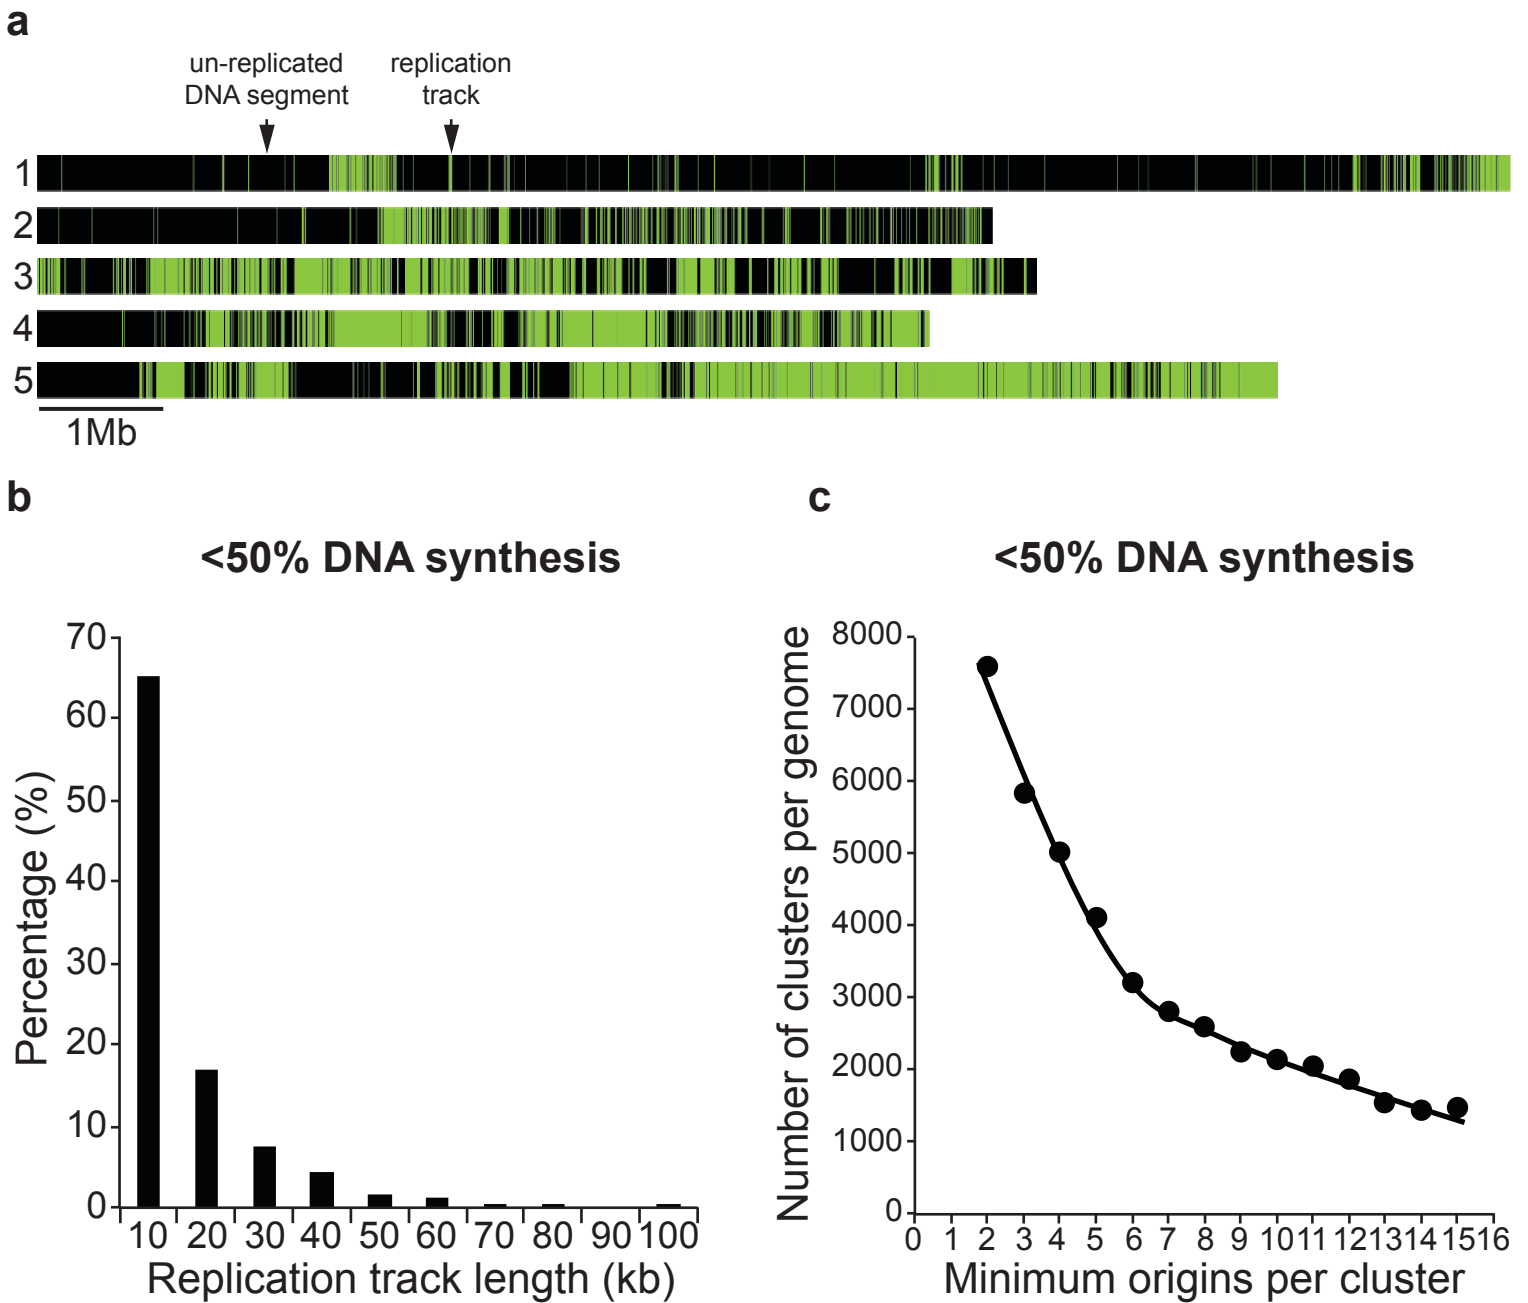 a
un-replicated
DNA segment
replication
track
1
2
3
4
5
1Mb
b
<50% DNA synthesis
Percentage (%)
70
60
50
40
30
20
10
0
10 20 30 40 50 60 70 80 90 100
Replication track length (kb)
c
<50% DNA synthesis
Number of clusters per genome
8000
7000
6000
5000
4000
3000
2000
1000
0
0 1 2 3 4 5 6 7 8 9 10 11 12 13 14 15 16
Minimum origins per cluster